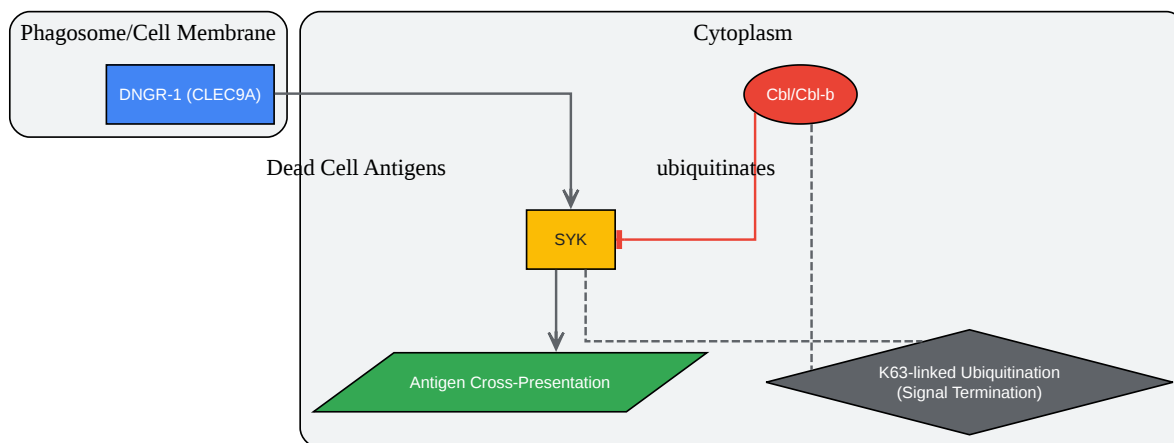 Phagosome/Cell Membrane
Cytoplasm
DNGR-1 (CLEC9A)
Cbl/Cbl-b
Dead Cell Antigens
ubiquitinates
SYK
Antigen Cross-Presentation
K63-linked Ubiquitination
(Signal Termination)